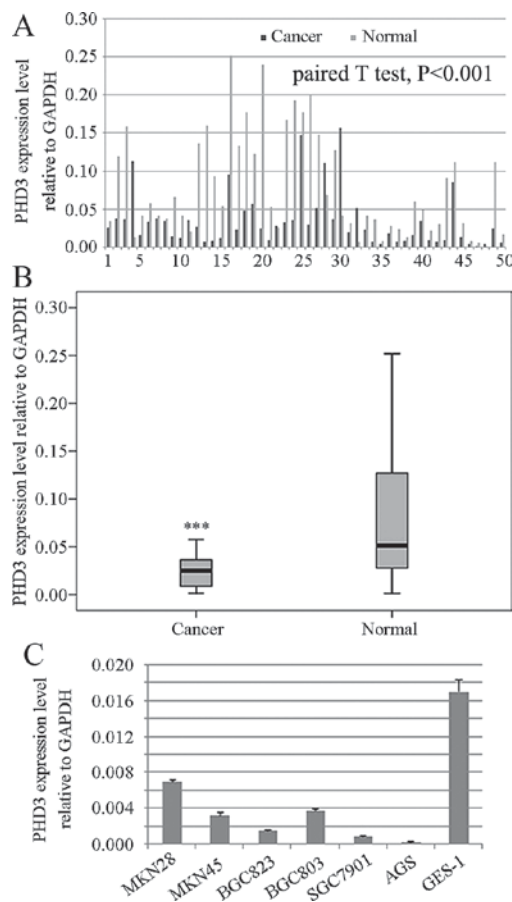 A
PHD3 expression level
relative to GAPDH
0.30
0.25
0.20
0.15
0.10
0.05
0.00
Cancer Normal
paired T test, P<0.001
1 5 10 15 20 25 30 35 40 45 50
B
PHD3 expression level relative to GAPDH
0.30
0.25
0.20
0.15
0.10
0.05
0.00
***
Cancer Normal
C
PHD3 expression level
relative to GAPDH
0.020
0.016
0.012
0.008
0.004
0.000
MKN28 MKN45 BGC823 BGC803 SGC7901 AGS GES-1